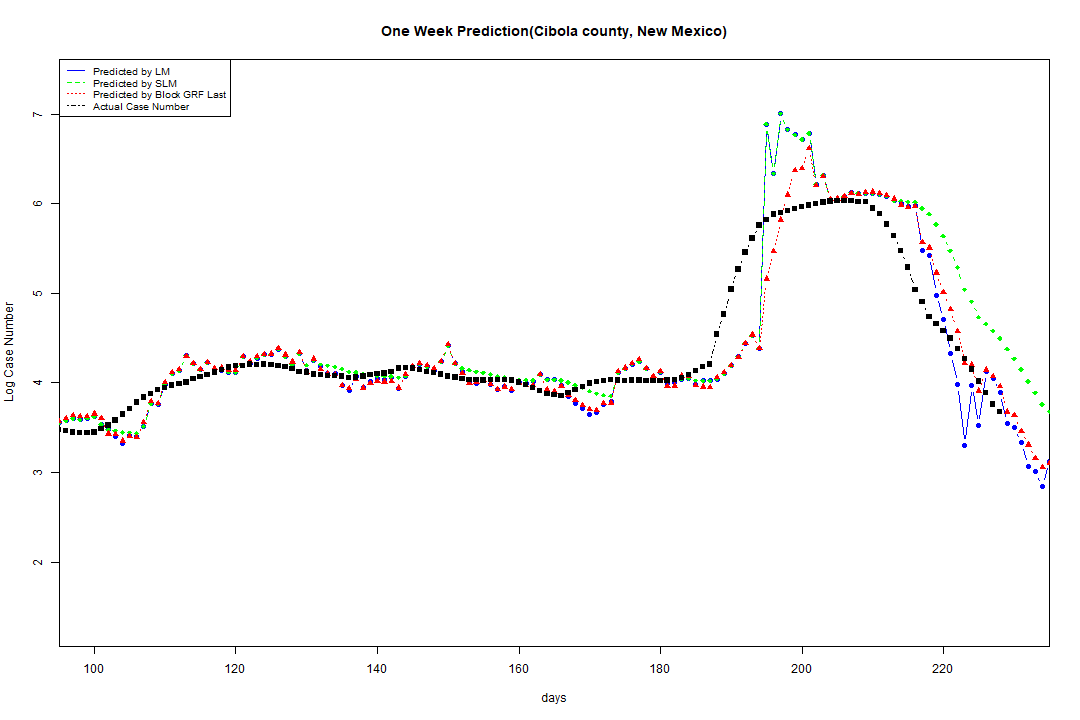 One Week Prediction(Cibola county, New Mexico)
Predicted by LM
Predicted by SLM
Predicted by Block GRF Last
Actual Case Number
7
6
5
4
3
2
Log Case Number
100 120 140 160 180 200 220
days